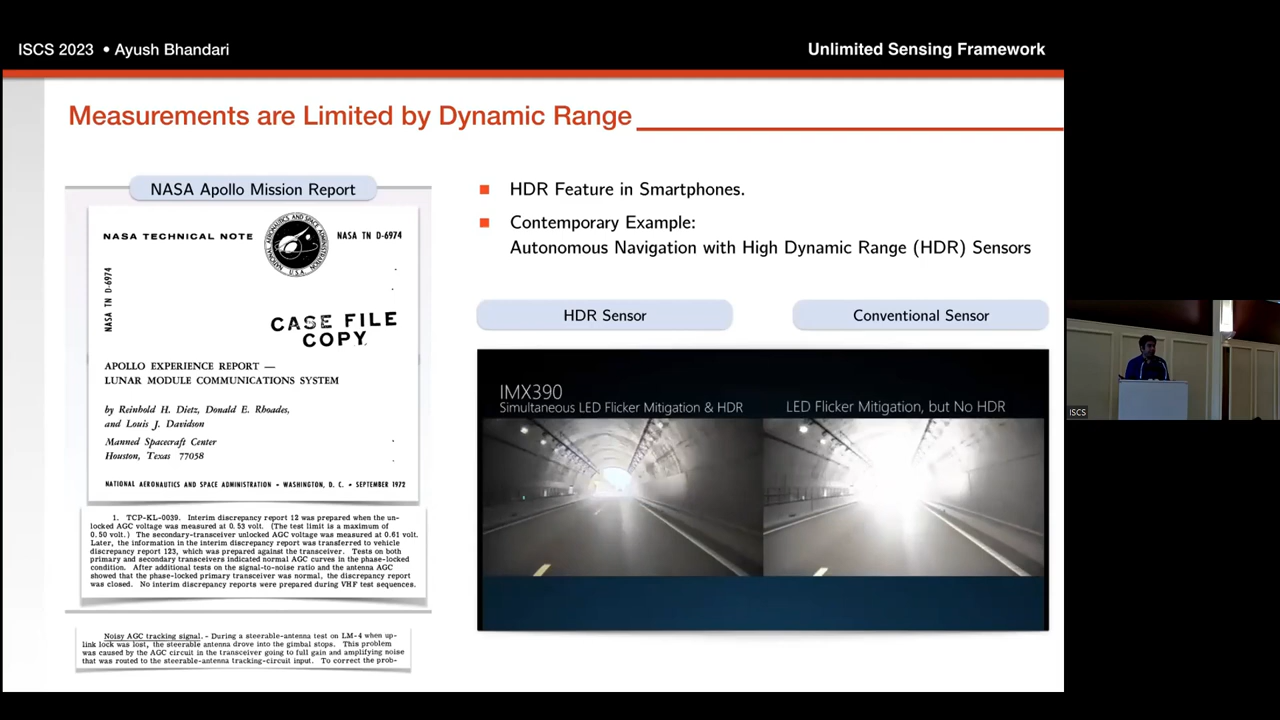 ISCS 2023 • Ayush Bhandari
Unlimited Sensing Framework
Measurements are Limited by Dynamic Range
NASA Apollo Mission Report
NASA TECHNICAL NOTE
NASA TN D-6974
NASA TN D-6974
CASE FILE
COPY
APOLLO EXPERIENCE REPORT —
LUNAR MODULE COMMUNICATIONS SYSTEM
by Reinhold H. Dietz, Donald E. Rhoades,
and Louis J. Davidson
Manned Spacecraft Center
Houston, Texas 77058
NATIONAL AERONAUTICS AND SPACE ADMINISTRATION • WASHINGTON, D. C. • SEPTEMBER 1972
1. TCP-KL-0039. Interim discrepancy report 12 was prepared when the un-
locked AGC voltage was measured at 0.53 volt. (The test limit is a maximum of
0.50 volt.) The secondary-transceiver unlocked AGC voltage was measured at 0.61 volt.
Later, the information in the interim discrepancy report was transferred to vehicle
discrepancy report 123, which was prepared against the transceiver. Tests on both
primary and secondary transceivers indicated normal AGC curves in the phase-locked
condition. After additional tests on the signal-to-noise ratio and the antenna AGC
showed that the phase-locked primary transceiver was normal, the discrepancy report
was closed. No interim discrepancy reports were prepared during VHF test sequences.
Noisy AGC tracking signal. - During a steerable-antenna test on LM-4 when up-
link lock was lost, the steerable antenna drove into the gimbal stops. This problem
was caused by the AGC circuit in the transceiver going to full gain and amplifying noise
that was routed to the steerable-antenna tracking-circuit input. To correct the prob-
HDR Feature in Smartphones.
Contemporary Example:
Autonomous Navigation with High Dynamic Range (HDR) Sensors
HDR Sensor
Conventional Sensor
IMX390
Simultaneous LED Flicker Mitigation & HDR
LED Flicker Mitigation, but No HDR
ISCS